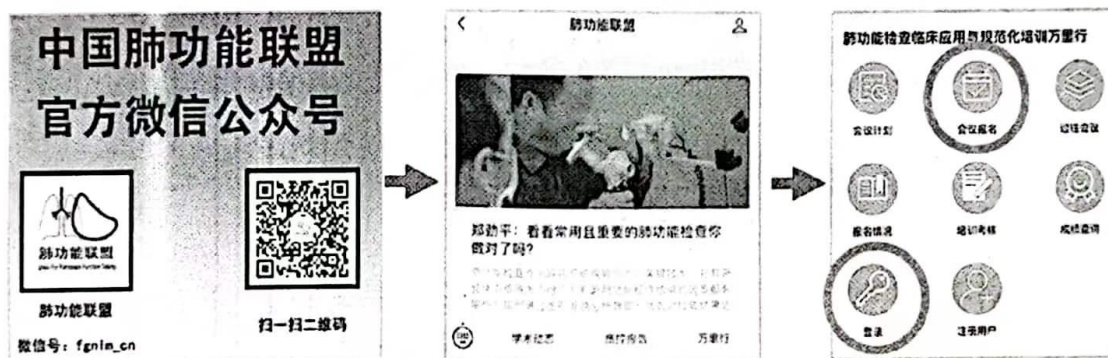 中国肺功能联盟
官方微信公众号
肺功能联盟
肺功能联盟
微信号：fgnlm_cn
扫一扫二维码
肺功能联盟
郑劲平：看看常用且重要的肺功能检查你
做对了吗？
学术动态
质控报告
万里行
肺功能检查临床应用与规范化培训万里行
会议计划
会议报名
过往会议
报名情况
培训考核
成绩查询
登录
注册用户